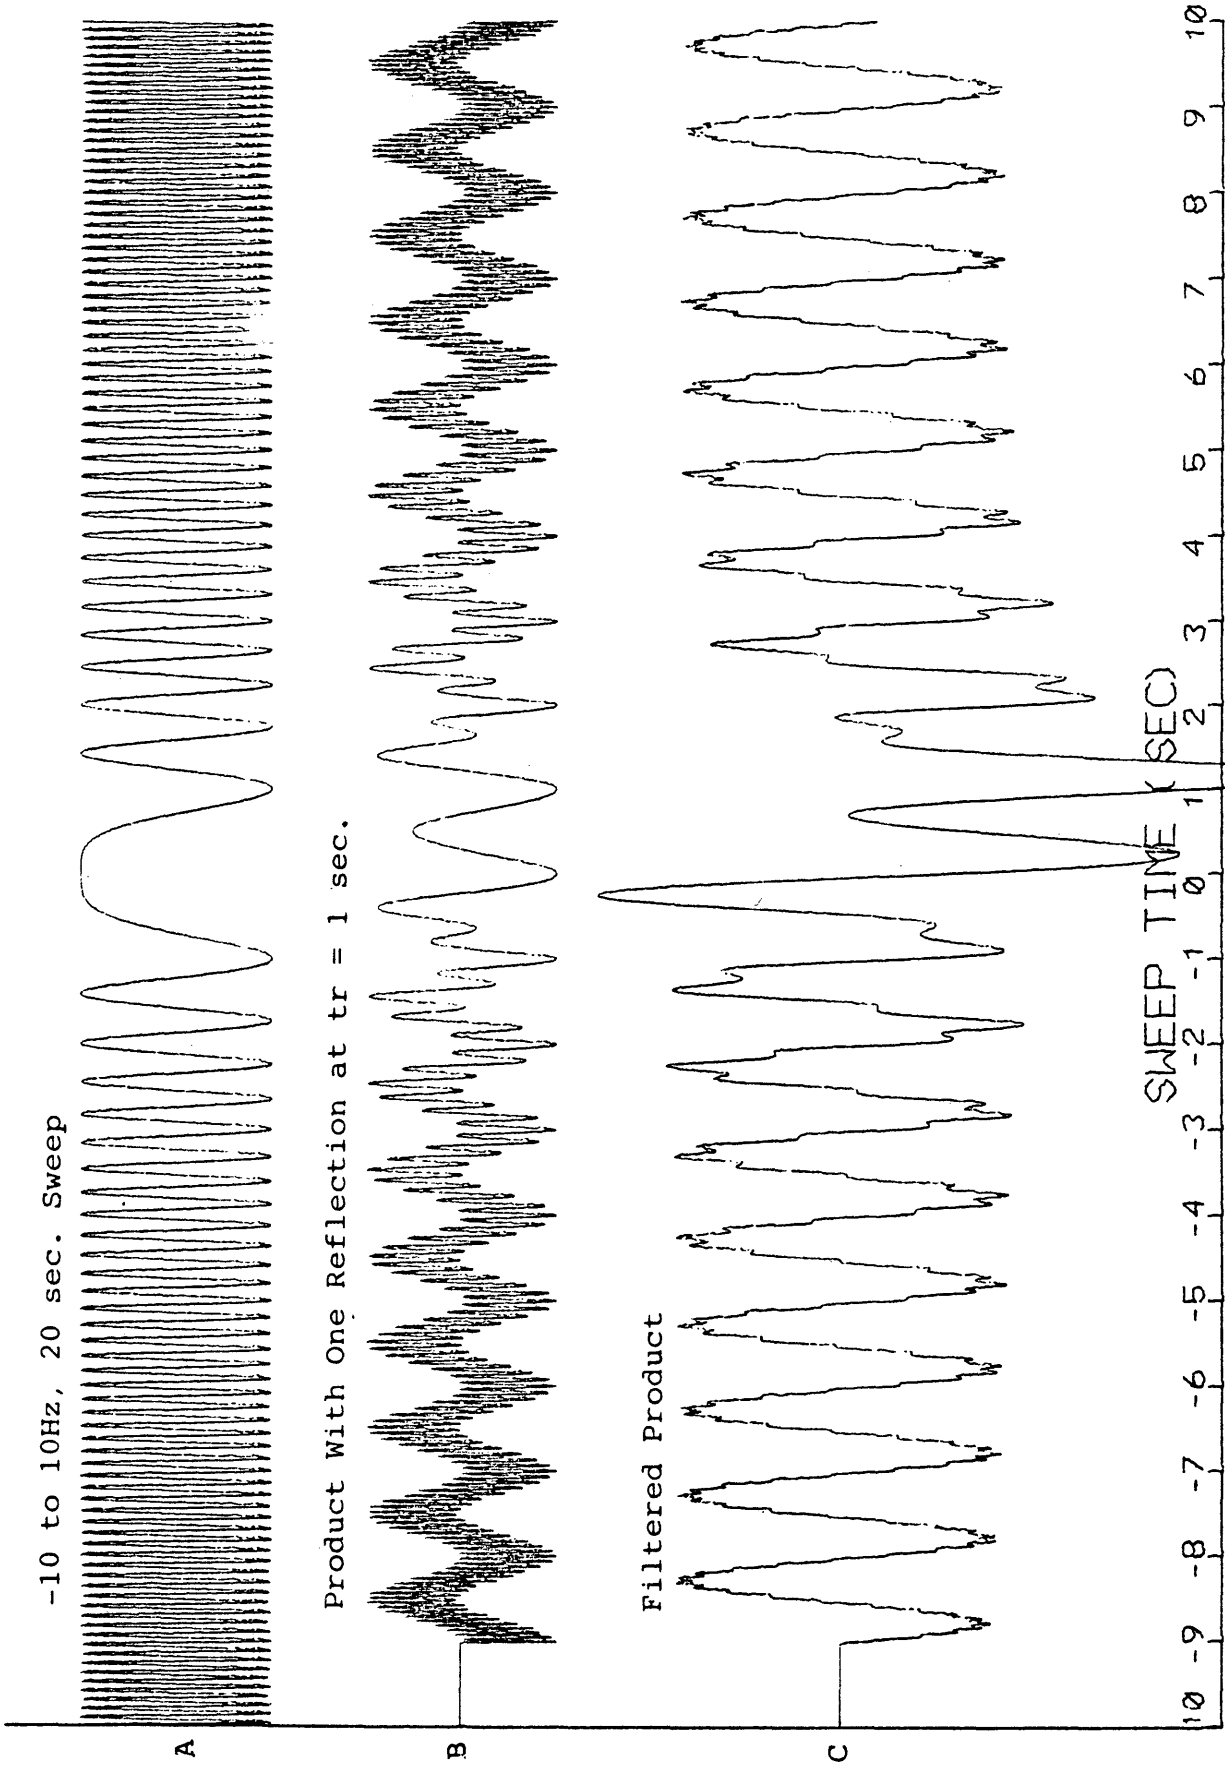 -10 to 10Hz, 20 sec. Sweep
A
Product With One Reflection at tr = 1 sec.
B
Filtered Product
C
10 -9 -8 -7 -6 -5 -4 -3 -2 -1 0 1 2 3 4 5 6 7 8 9 10
SWEEP TIME (SEC)